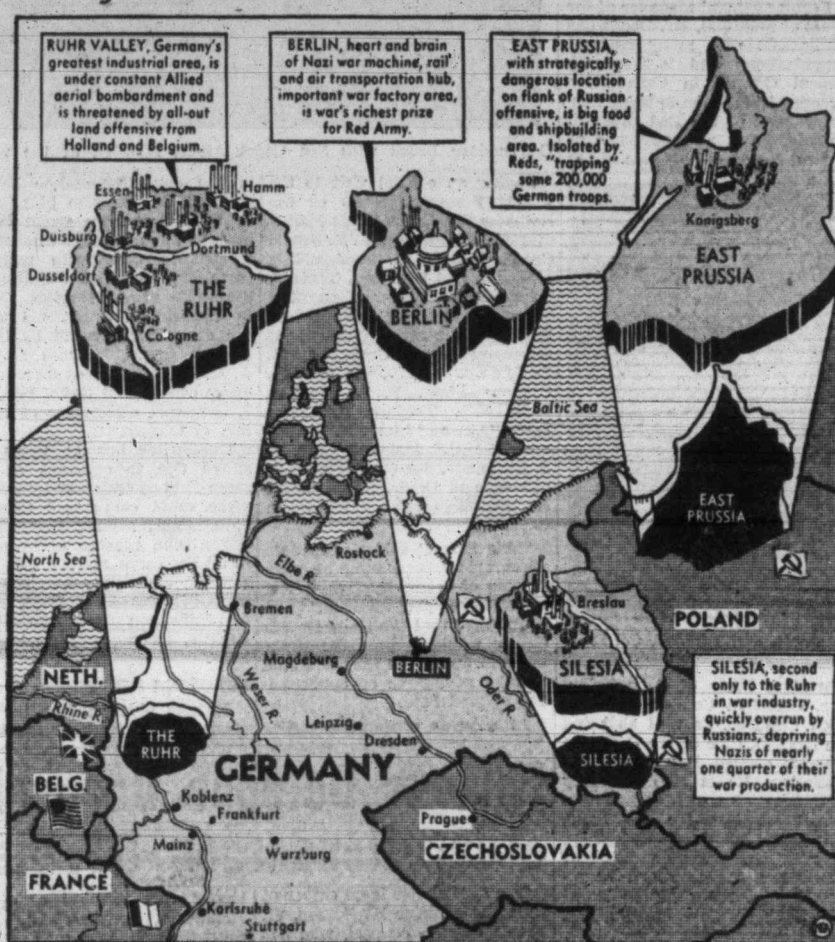 RUHR VALLEY, Germany's
greatest industrial area, is
under constant Allied
aerial bombardment and
is threatened by all-out
land offensive from
Holland and Belgium.
BERLIN, heart and brain
of Nazi war machine, rail
and air transportation hub,
important war factory area,
is war's richest prize
for Red Army.
EAST PRUSSIA,
with strategically
dangerous location
on flank of Russian
offensive, is big food
and shipbuilding
area. Isolated by
Reds, "trapping"
some 200,000
German troops.
Essen
Hamm
Duisburg
Dortmund
Dusseldorf
THE
RUHR
Cologne
BERLIN
Konigsberg
EAST
PRUSSIA
Baltic Sea
EAST
PRUSSIA
North Sea
Rostock
Elbe R.
Bremen
Breslau
POLAND
SILESIA
Magdeburg
BERLIN
NETH.
Weser R.
Oder R.
Rhine R.
THE
RUHR
Leipzig
Dresden
SILESIA
SILESIA, second
only to the Ruhr
in war industry,
quickly overrun by
Russians, depriving
Nazis of nearly
one quarter of their
war production.
GERMANY
BELG.
Koblenz
Frankfurt
Prague
Mainz
Wurzburg
CZECHOSLOVAKIA
FRANCE
Karlsruhe
Stuttgart